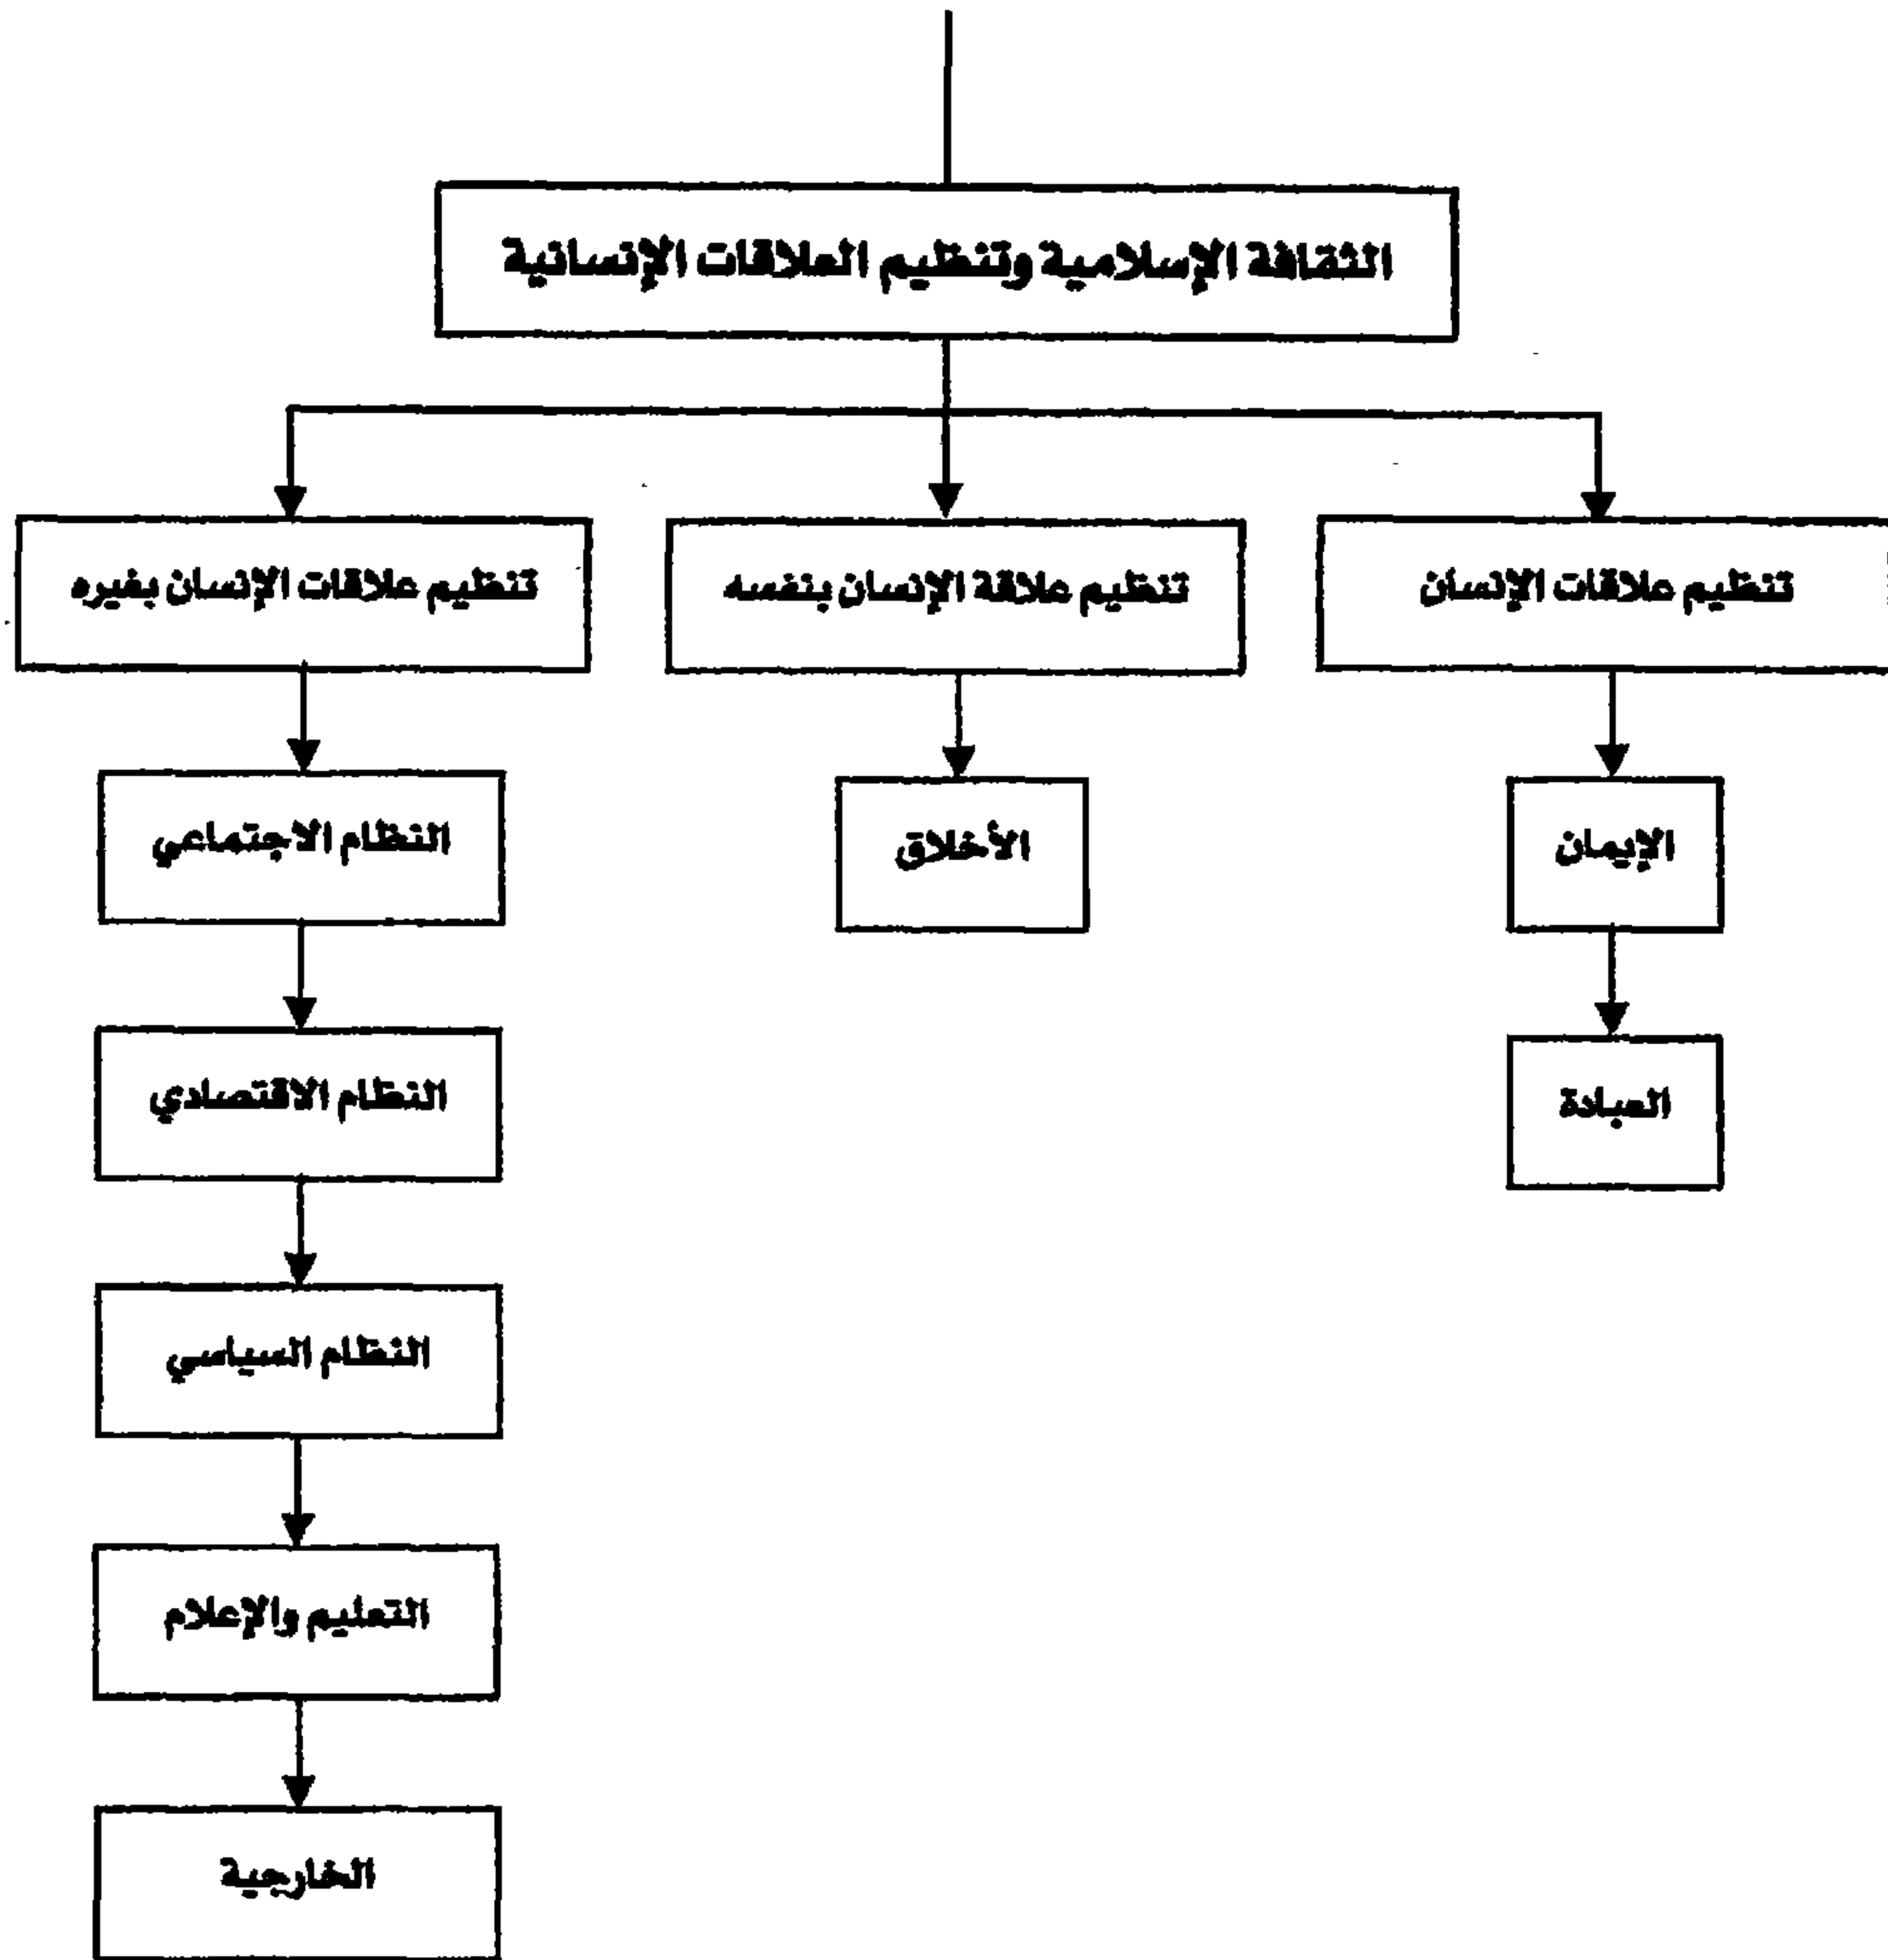 الثقافة الإسلامية وتنظيم العلاقات الإنسانية
تنظيم علاقات الإنسان
تنظيم علاقة الإنسان بنفسه
تنظيم علاقات الإنسان بغيره
الإيمان
الأخلاق
النظام الاجتماعي
العبادة
النظام الاقتصادي
النظام السياسي
التعليم والإعلام
الخارجية